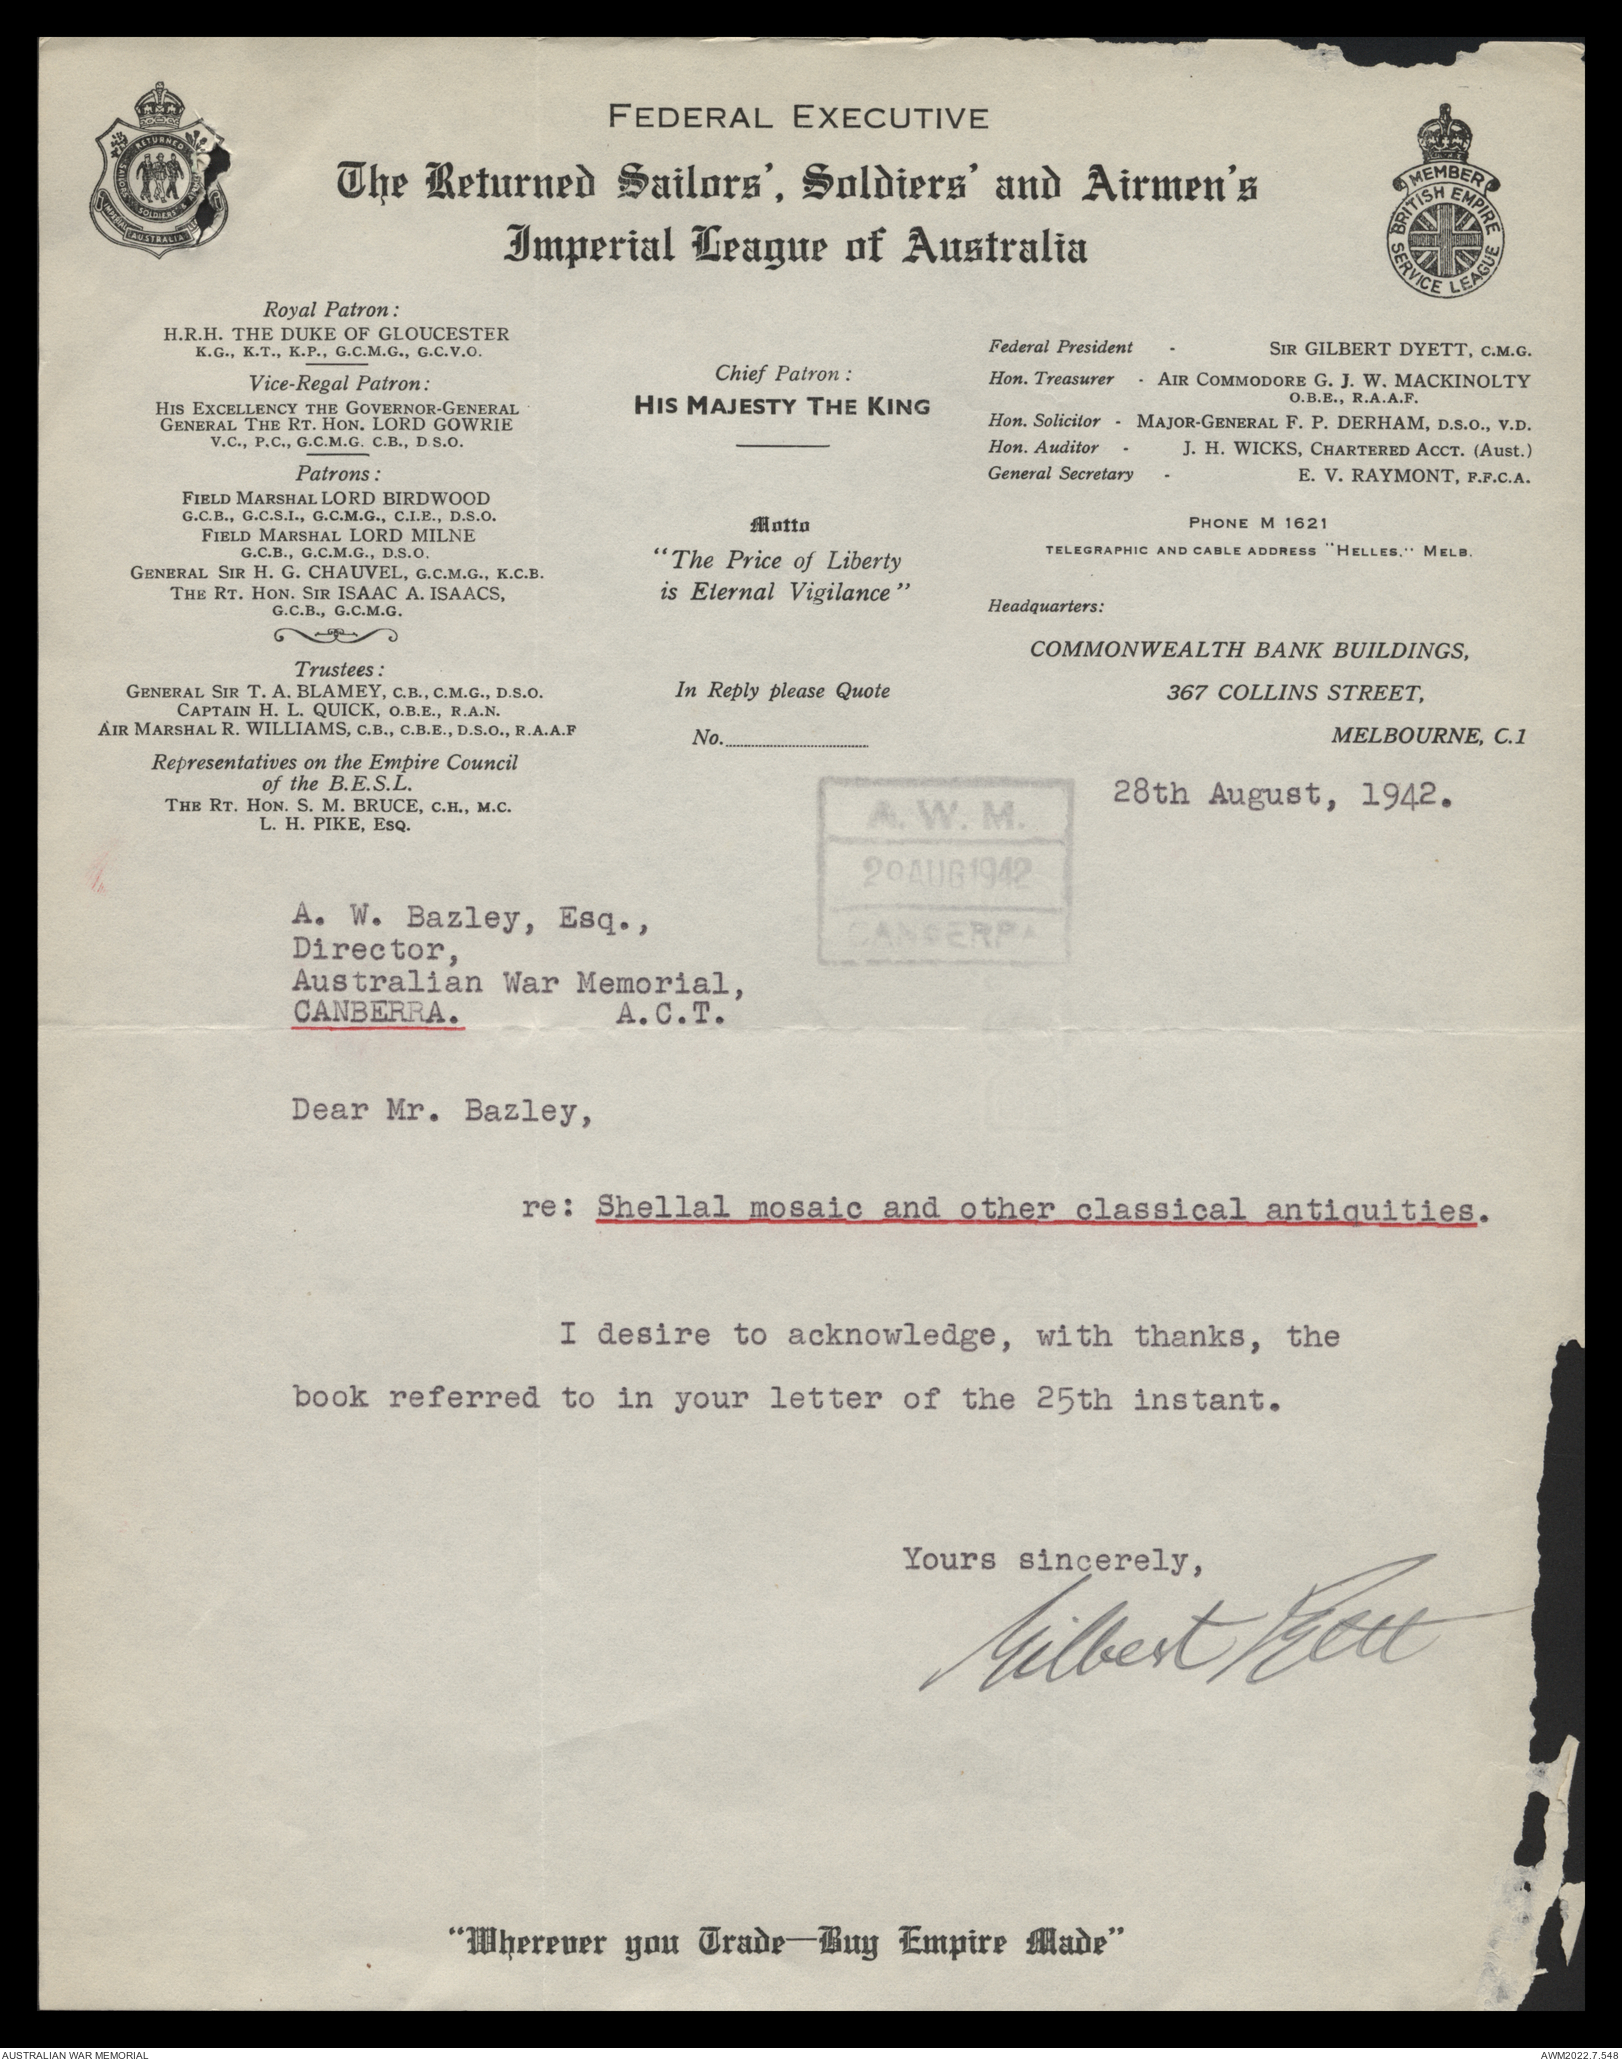 FEDERAL EXECUTIVE
The Returned Sailors', Soldiers' and Airmen's
Imperial League of Australia
RETURNED
SAILORS
SOLDIERS &
IMPERIAL
AUSTRALIA
MEMBER
BRITISH EMPIRE
SERVICE LEAGUE
Royal Patron:
H.R.H. THE DUKE OF GLOUCESTER
K.G., K.T., K.P., G.C.M.G., G.C.V.O.
Vice-Regal Patron:
HIS EXCELLENCY THE GOVERNOR-GENERAL
GENERAL THE RT. HON. LORD GOWRIE
V.C., P.C., G.C.M.G. C.B., D.S.O.
Patrons:
FIELD MARSHAL LORD BIRDWOOD
G.C.B., G.C.S.I., G.C.M.G., C.I.E., D.S.O.
FIELD MARSHAL LORD MILNE
G.C.B., G.C.M.G., D.S.O.
GENERAL SIR H. G. CHAUVEL, G.C.M.G., K.C.B.
THE RT. HON. SIR ISAAC A. ISAACS,
G.C.B., G.C.M.G.
Trustees:
GENERAL SIR T. A. BLAMEY, C.B., C.M.G., D.S.O.
CAPTAIN H. L. QUICK, O.B.E., R.A.N.
AIR MARSHAL R. WILLIAMS, C.B., C.B.E., D.S.O., R.A.A.F
Representatives on the Empire Council
of the B.E.S.L.
THE RT. HON. S. M. BRUCE, C.H., M.C.
L. H. PIKE, ESQ.
Chief Patron:
HIS MAJESTY THE KING
Motto
"The Price of Liberty
is Eternal Vigilance"
In Reply please Quote
No.
Federal President - SIR GILBERT DYETT, C.M.G.
Hon. Treasurer - AIR COMMODORE G. J. W. MACKINOLTY
O.B.E., R.A.A.F.
Hon. Solicitor - MAJOR-GENERAL F. P. DERHAM, D.S.O., V.D.
Hon. Auditor - J. H. WICKS, CHARTERED ACCT. (Aust.)
General Secretary - E. V. RAYMONT, F.F.C.A.
PHONE M 1621
TELEGRAPHIC AND CABLE ADDRESS "HELLES," MELB.
Headquarters:
COMMONWEALTH BANK BUILDINGS,
367 COLLINS STREET,
MELBOURNE, C.1
28th August, 1942.
A. W. M.
20AUG1942
CANBERRA
A. W. Bazley, Esq.,
Director,
Australian War Memorial,
CANBERRA. A.C.T.
Dear Mr. Bazley,
re: Shellal mosaic and other classical antiquities.
I desire to acknowledge, with thanks, the
book referred to in your letter of the 25th instant.
Yours sincerely,
Gilbert Dyett
"Wherever you Trade—Buy Empire Made"
AUSTRALIAN WAR MEMORIAL
AWM2022.7.548